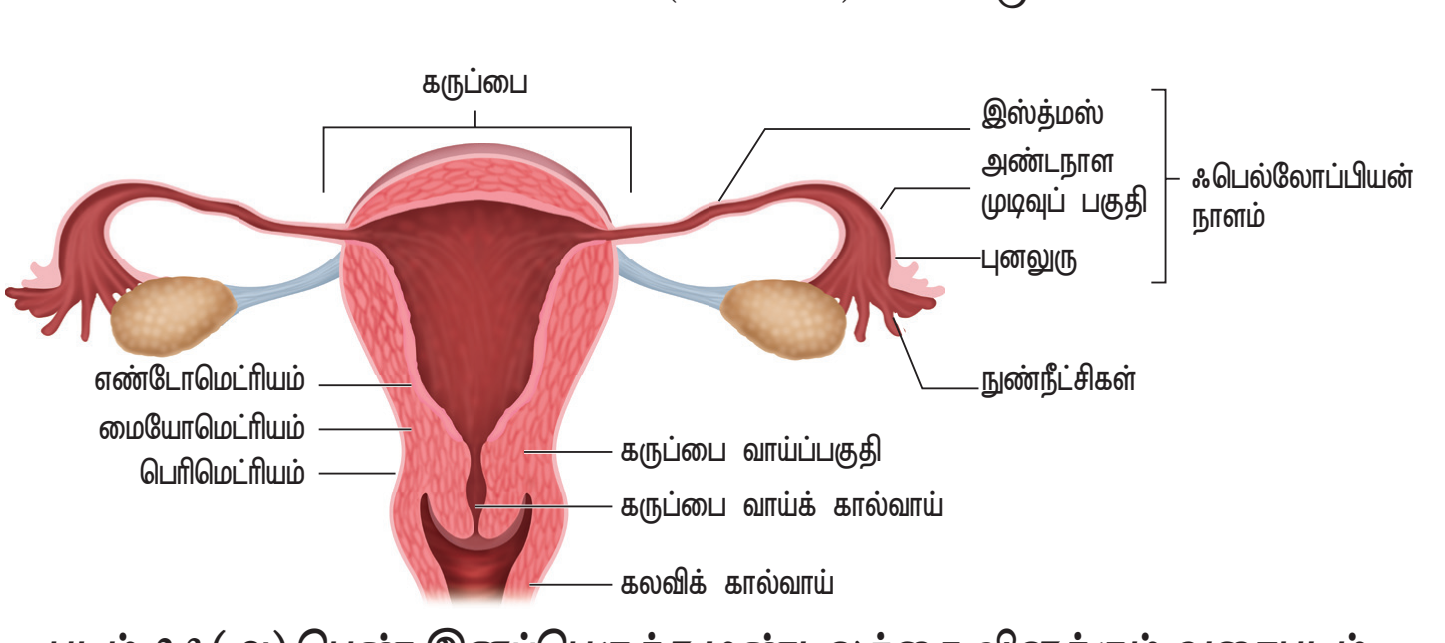 கருப்பை
இஸ்த்மஸ்
அண்டநாள
முடிவுப் பகுதி
புனலுரு
ஃபெல்லோப்பியன்
நாளம்
நுண்நீட்சிகள்
எண்டோமெட்ரியம்
மையோமெட்ரியம்
பெரிமெட்ரியம்
கருப்பை வாய்ப்பகுதி
கருப்பை வாய்க் கால்வாய்
கலவிக் கால்வாய்